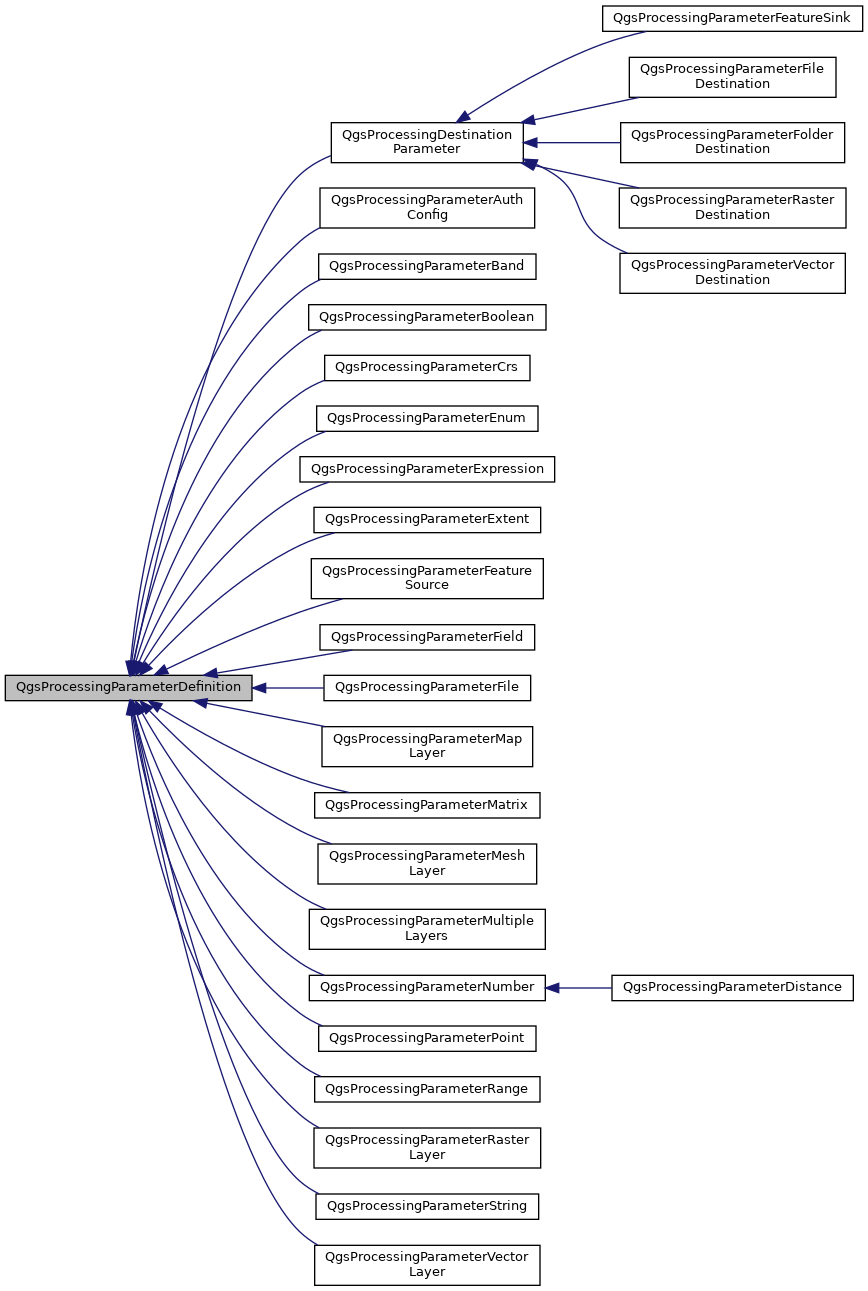 QgsProcessingParameterFeatureSink
QgsProcessingParameterFile
Destination
QgsProcessingDestination
Parameter
QgsProcessingParameterFolder
Destination
QgsProcessingParameterRaster
Destination
QgsProcessingParameterVector
Destination
QgsProcessingParameterAuth
Config
QgsProcessingParameterBand
QgsProcessingParameterBoolean
QgsProcessingParameterCrs
QgsProcessingParameterEnum
QgsProcessingParameterExpression
QgsProcessingParameterExtent
QgsProcessingParameterFeature
Source
QgsProcessingParameterField
QgsProcessingParameterDefinition
QgsProcessingParameterFile
QgsProcessingParameterMap
Layer
QgsProcessingParameterMatrix
QgsProcessingParameterMesh
Layer
QgsProcessingParameterMultiple
Layers
QgsProcessingParameterNumber
QgsProcessingParameterDistance
QgsProcessingParameterPoint
QgsProcessingParameterRange
QgsProcessingParameterRaster
Layer
QgsProcessingParameterString
QgsProcessingParameterVector
Layer